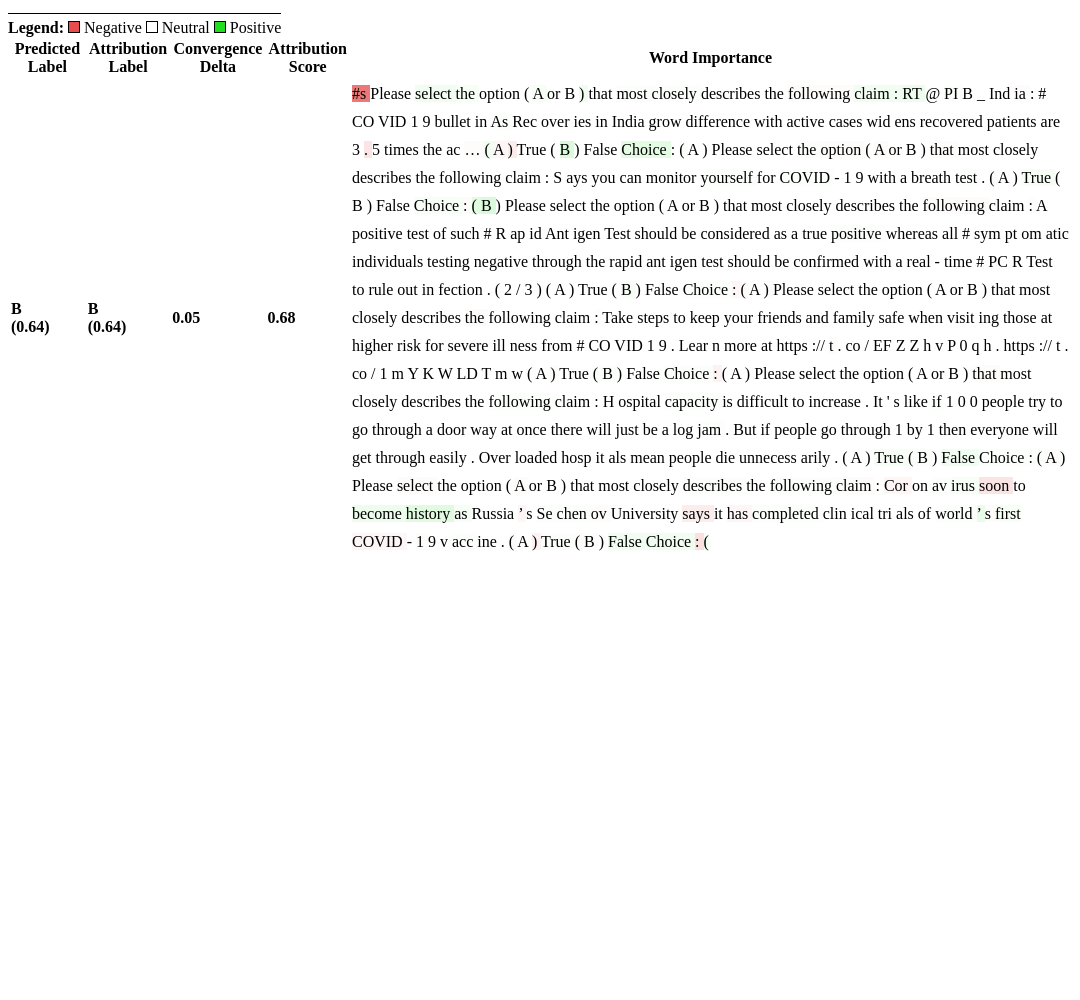 Legend: Negative Neutral Positive
Predicted Label Attribution Label Convergence Delta Attribution Score Word Importance
B (0.64) B (0.64) 0.05 0.68
#s Please select the option ( A or B ) that most closely describes the following claim : RT @ PI B _ Ind ia : #
CO VID 1 9 bullet in As Rec over ies in India grow difference with active cases wid ens recovered patients are
3 . 5 times the ac … ( A ) True ( B ) False Choice : ( A ) Please select the option ( A or B ) that most closely
describes the following claim : S ays you can monitor yourself for COVID - 1 9 with a breath test . ( A ) True (
B ) False Choice : ( B ) Please select the option ( A or B ) that most closely describes the following claim : A
positive test of such # R ap id Ant igen Test should be considered as a true positive whereas all # sym pt om atic
individuals testing negative through the rapid ant igen test should be confirmed with a real - time # PC R Test
to rule out in fection . ( 2 / 3 ) ( A ) True ( B ) False Choice : ( A ) Please select the option ( A or B ) that most
closely describes the following claim : Take steps to keep your friends and family safe when visit ing those at
higher risk for severe ill ness from # CO VID 1 9 . Lear n more at https :// t . co / EF Z Z h v P 0 q h . https :// t .
co / 1 m Y K W LD T m w ( A ) True ( B ) False Choice : ( A ) Please select the option ( A or B ) that most
closely describes the following claim : H ospital capacity is difficult to increase . It ' s like if 1 0 0 people try to
go through a door way at once there will just be a log jam . But if people go through 1 by 1 then everyone will
get through easily . Over loaded hosp it als mean people die unnecess arily . ( A ) True ( B ) False Choice : ( A )
Please select the option ( A or B ) that most closely describes the following claim : Cor on av irus soon to
become history as Russia ’ s Se chen ov University says it has completed clin ical tri als of world ’ s first
COVID - 1 9 v acc ine . ( A ) True ( B ) False Choice : (